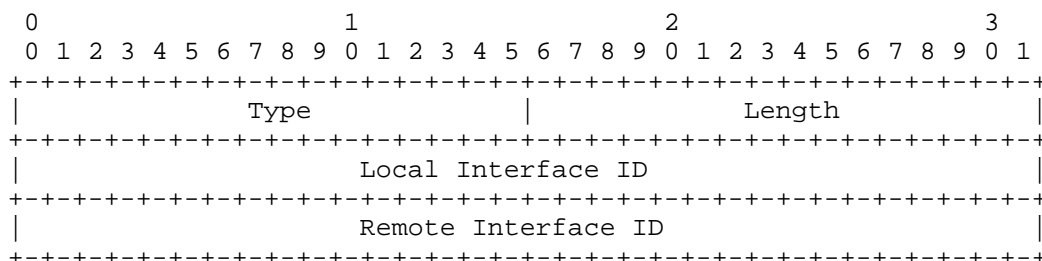 0                   1                   2                   3
 0 1 2 3 4 5 6 7 8 9 0 1 2 3 4 5 6 7 8 9 0 1 2 3 4 5 6 7 8 9 0 1
+-+-+-+-+-+-+-+-+-+-+-+-+-+-+-+-+-+-+-+-+-+-+-+-+-+-+-+-+-+-+-+-+
|              Type             |             Length            |
+-+-+-+-+-+-+-+-+-+-+-+-+-+-+-+-+-+-+-+-+-+-+-+-+-+-+-+-+-+-+-+-+
|                     Local Interface ID                        |
+-+-+-+-+-+-+-+-+-+-+-+-+-+-+-+-+-+-+-+-+-+-+-+-+-+-+-+-+-+-+-+-+
|                     Remote Interface ID                       |
+-+-+-+-+-+-+-+-+-+-+-+-+-+-+-+-+-+-+-+-+-+-+-+-+-+-+-+-+-+-+-+-+